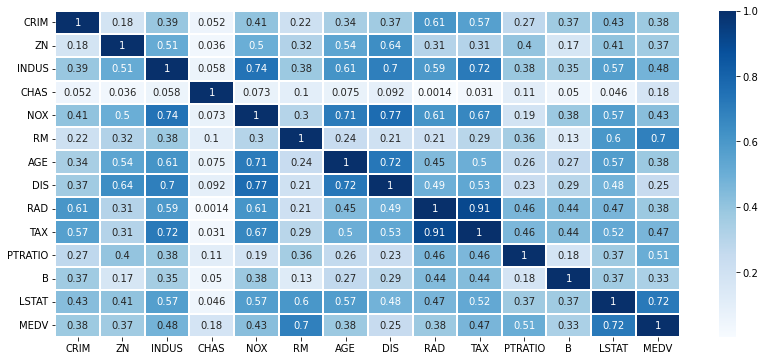 CRIM 1 0.18 0.39 0.052 0.41 0.22 0.34 0.37 0.61 0.57 0.27 0.37 0.43 0.38
ZN 0.18 1 0.51 0.036 0.5 0.32 0.54 0.64 0.31 0.31 0.4 0.17 0.41 0.37
INDUS 0.39 0.51 1 0.058 0.74 0.38 0.61 0.7 0.59 0.72 0.38 0.35 0.57 0.48
CHAS 0.052 0.036 0.058 1 0.073 0.1 0.075 0.092 0.0014 0.031 0.11 0.05 0.046 0.18
NOX 0.41 0.5 0.74 0.073 1 0.3 0.71 0.77 0.61 0.67 0.19 0.38 0.57 0.43
RM 0.22 0.32 0.38 0.1 0.3 1 0.24 0.21 0.21 0.29 0.36 0.13 0.6 0.7
AGE 0.34 0.54 0.61 0.075 0.71 0.24 1 0.72 0.45 0.5 0.26 0.27 0.57 0.38
DIS 0.37 0.64 0.7 0.092 0.77 0.21 0.72 1 0.49 0.53 0.23 0.29 0.48 0.25
RAD 0.61 0.31 0.59 0.0014 0.61 0.21 0.45 0.49 1 0.91 0.46 0.44 0.47 0.38
TAX 0.57 0.31 0.72 0.031 0.67 0.29 0.5 0.53 0.91 1 0.46 0.44 0.52 0.47
PTRATIO 0.27 0.4 0.38 0.11 0.19 0.36 0.26 0.23 0.46 0.46 1 0.18 0.37 0.51
B 0.37 0.17 0.35 0.05 0.38 0.13 0.27 0.29 0.44 0.44 0.18 1 0.37 0.33
LSTAT 0.43 0.41 0.57 0.046 0.57 0.6 0.57 0.48 0.47 0.52 0.37 0.37 1 0.72
MEDV 0.38 0.37 0.48 0.18 0.43 0.7 0.38 0.25 0.38 0.47 0.51 0.33 0.72 1
CRIM ZN INDUS CHAS NOX RM AGE DIS RAD TAX PTRATIO B LSTAT MEDV
1.0
0.8
0.6
0.4
0.2